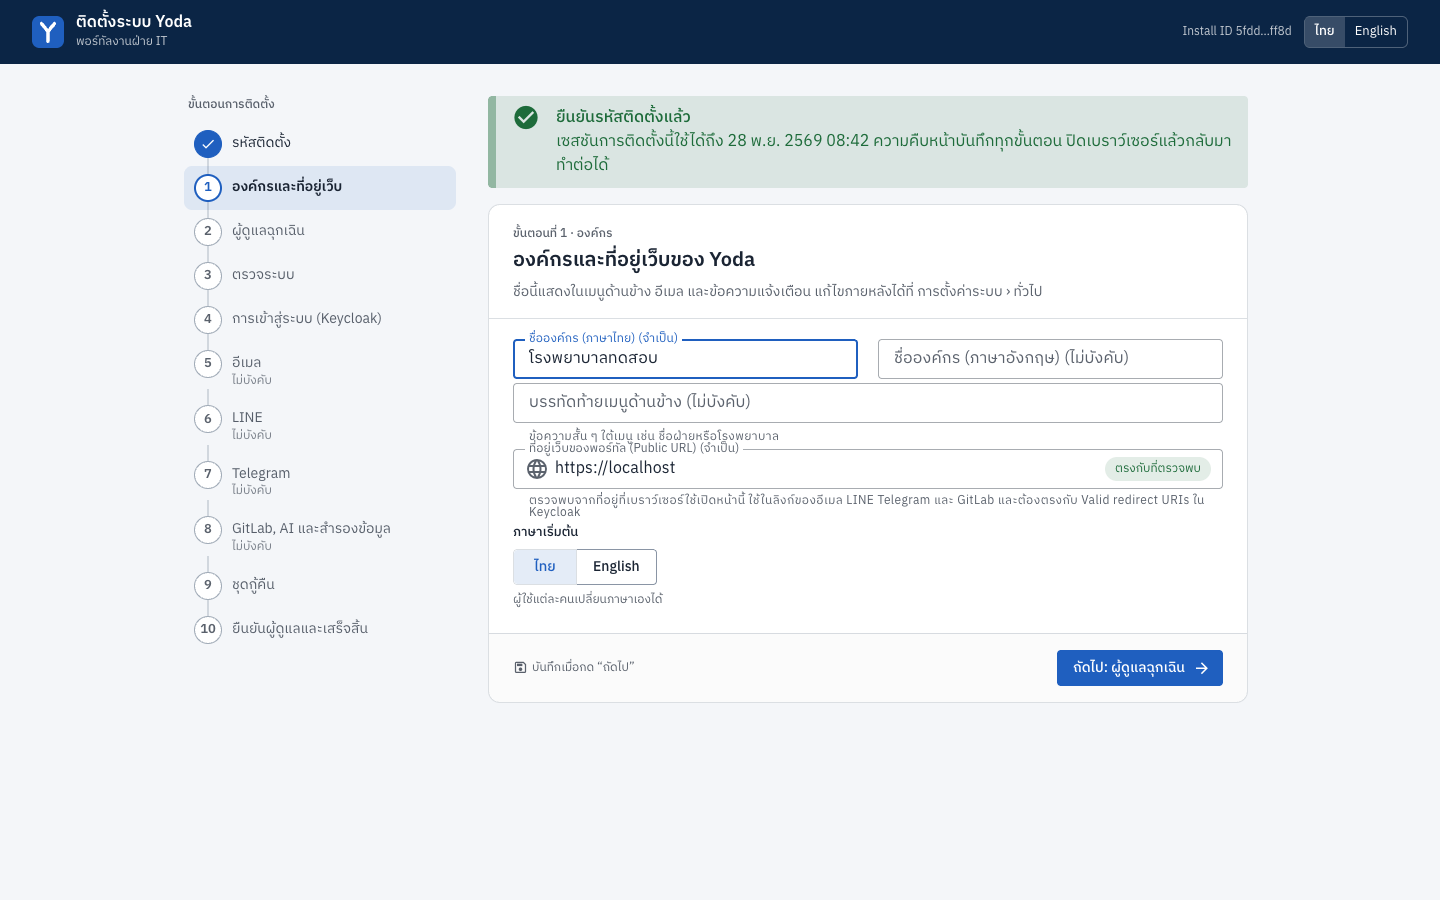 Y
ติดตั้งระบบ Yoda
พอร์ทัลงานฝ่าย IT
Install ID 5fdd…ff8d
ไทย
English
ขั้นตอนการติดตั้ง
รหัสติดตั้ง
1 องค์กรและที่อยู่เว็บ
2 ผู้ดูแลฉุกเฉิน
3 ตรวจระบบ
4 การเข้าสู่ระบบ (Keycloak)
5 อีเมล
ไม่บังคับ
6 LINE
ไม่บังคับ
7 Telegram
ไม่บังคับ
8 GitLab, AI และสำรองข้อมูล
ไม่บังคับ
9 ชุดกู้คืน
10 ยืนยันผู้ดูแลและเสร็จสิ้น
ยืนยันรหัสติดตั้งแล้ว
เซสชันการติดตั้งนี้ใช้ได้ถึง 28 พ.ย. 2569 08:42 ความคืบหน้าบันทึกทุกขั้นตอน ปิดเบราว์เซอร์แล้วกลับมา
ทำต่อได้
ขั้นตอนที่ 1 · องค์กร
องค์กรและที่อยู่เว็บของ Yoda
ชื่อนี้แสดงในเมนูด้านข้าง อีเมล และข้อความแจ้งเตือน แก้ไขภายหลังได้ที่ การตั้งค่าระบบ › ทั่วไป
ชื่อองค์กร (ภาษาไทย) (จำเป็น)
โรงพยาบาลทดสอบ
ชื่อองค์กร (ภาษาอังกฤษ) (ไม่บังคับ)
บรรทัดท้ายเมนูด้านข้าง (ไม่บังคับ)
ข้อความสั้น ๆ ใต้เมนู เช่น ชื่อฝ่ายหรือโรงพยาบาล
ที่อยู่เว็บของพอร์ทัล (Public URL) (จำเป็น)
https://localhost
ตรงกับที่ตรวจพบ
ตรวจพบจากที่อยู่ที่เบราว์เซอร์ใช้เปิดหน้านี้ ใช้ในลิงก์ของอีเมล LINE Telegram และ GitLab และต้องตรงกับ Valid redirect URIs ใน
Keycloak
ภาษาเริ่มต้น
ไทย
English
ผู้ใช้แต่ละคนเปลี่ยนภาษาเองได้
บันทึกเมื่อกด “ถัดไป”
ถัดไป: ผู้ดูแลฉุกเฉิน